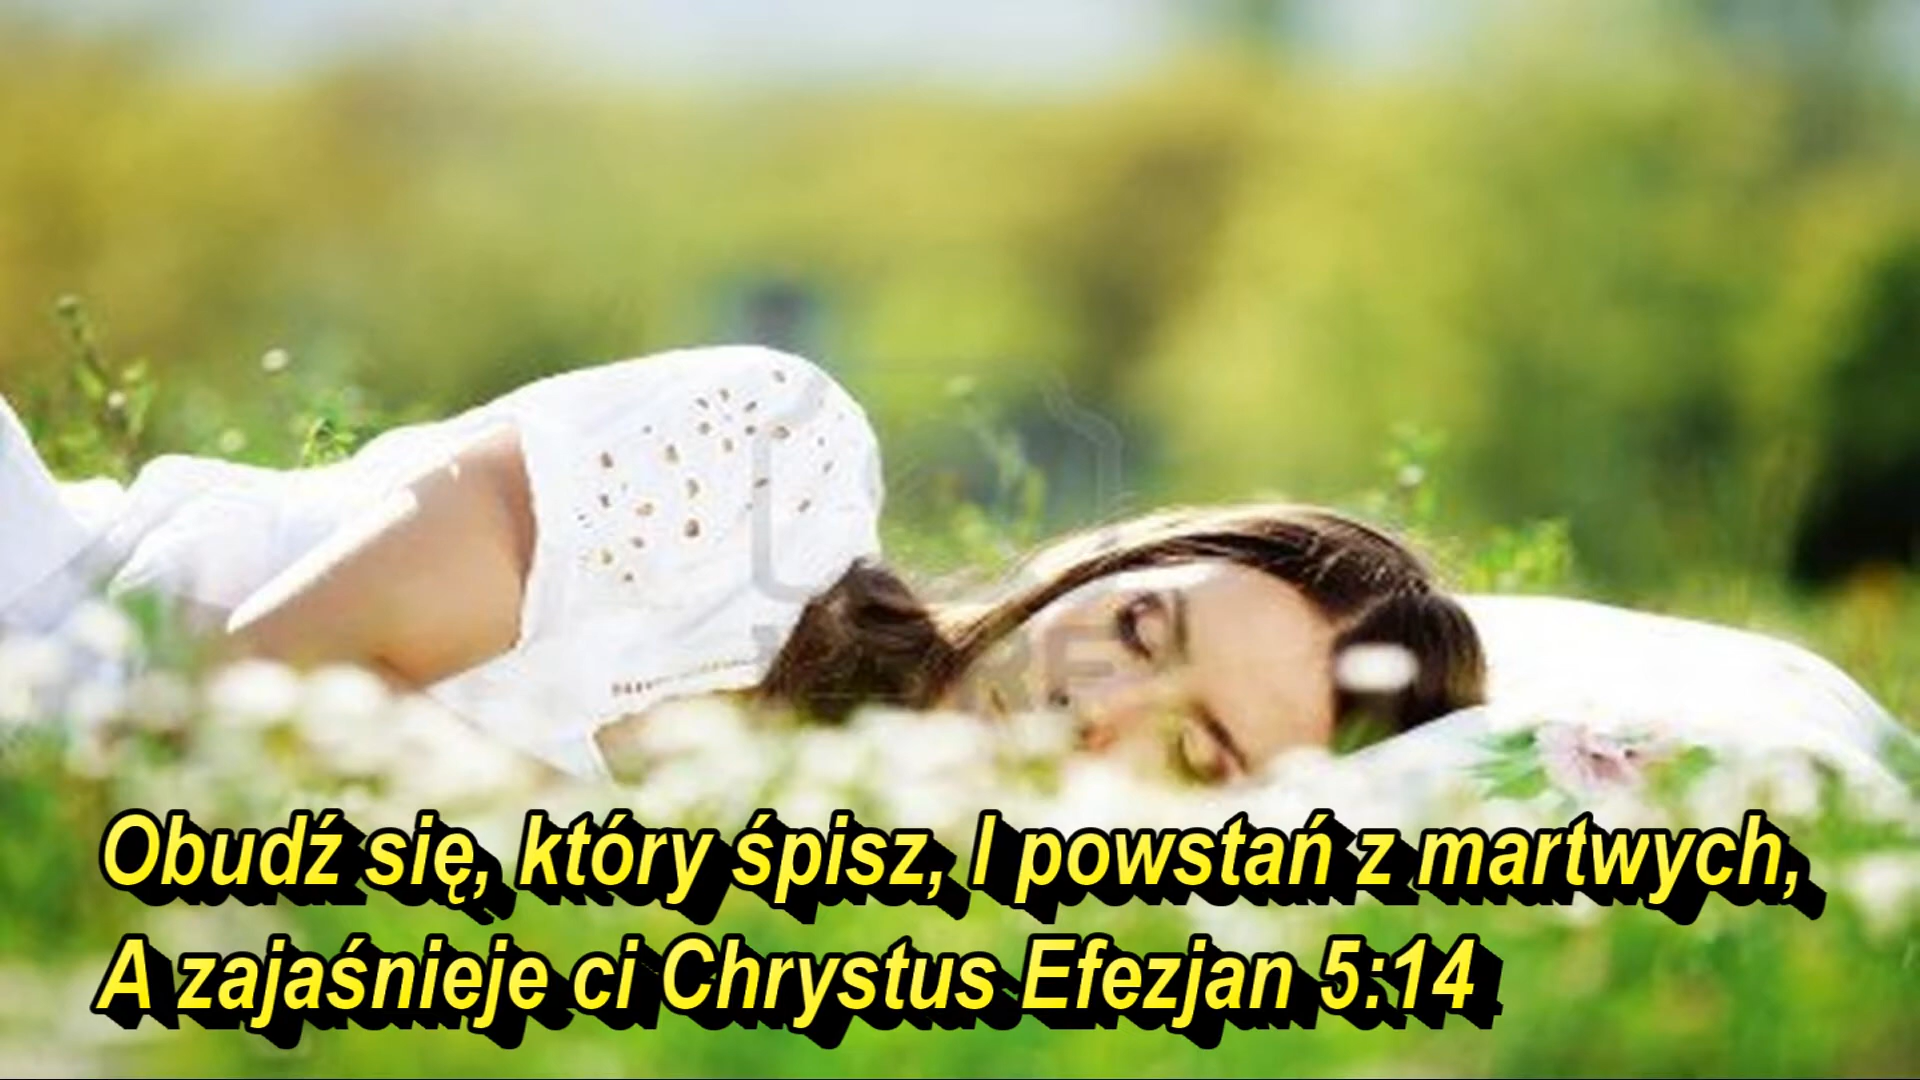 Obudź się, który śpisz, I powstań z martwych,
A zajaśnieje ci Chrystus Efezjan 5:14